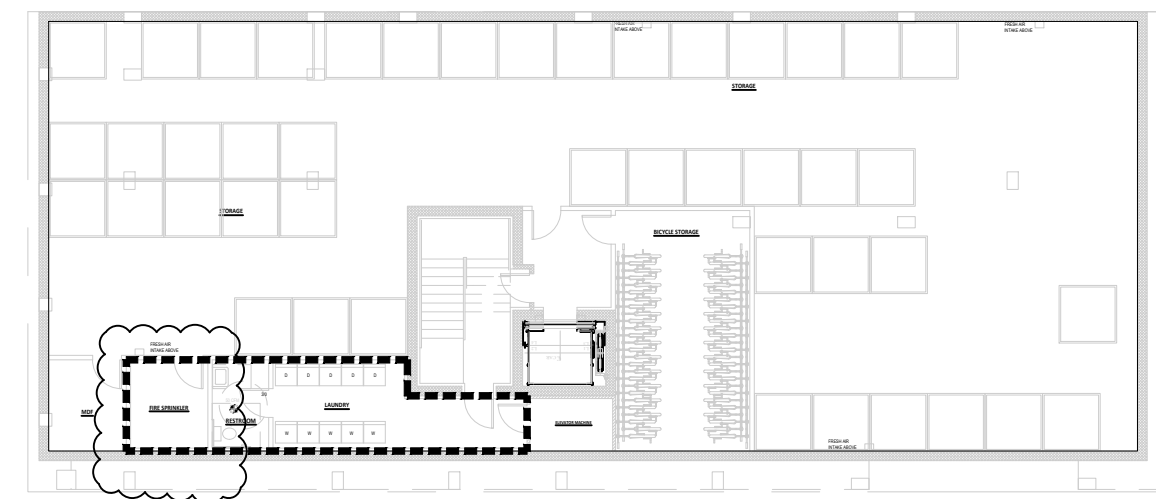 FRESH AIR
INTAKE ABOVE
FRESH AIR
INTAKE ABOVE
STORAGE
STORAGE
BICYCLE STORAGE
FRESH AIR
INTAKE ABOVE
D D D D D
MDF
FIRE SPRINKLER
LAUNDRY
RESTROOM
ELEVATOR MACHINE
W W W W W
FRESH AIR
INTAKE ABOVE